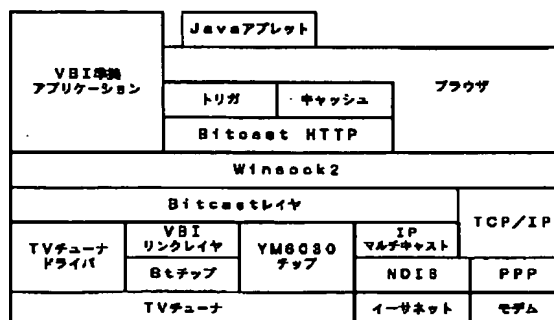 Javaアプレット
VBI準拠
アプリケーション
ブラウザ
トリガ
キャッシュ
Bitcast HTTP
Winsock2
Bitcastレイヤ
TCP/IP
TVチューナ
ドライバ
VBI
リンクレイヤ
YM6030
チップ
IP
マルチキャスト
Btチップ
NDIS
PPP
TVチューナ
イーサネット
モデム